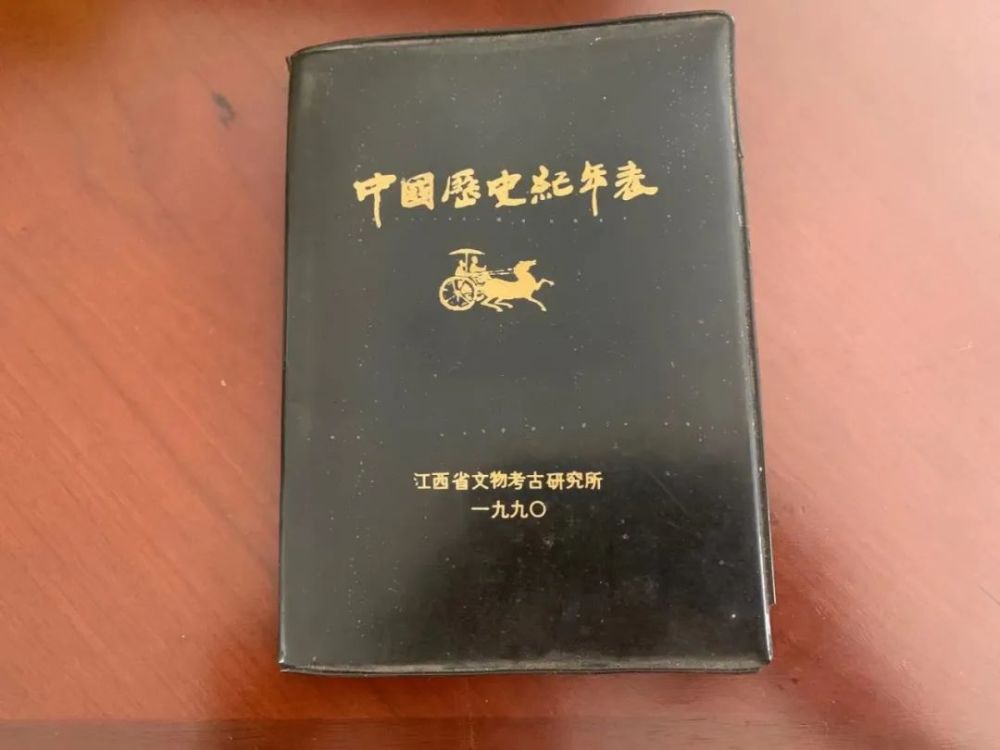 中國歷史紀年表
江西省文物考古研究所
一九九〇